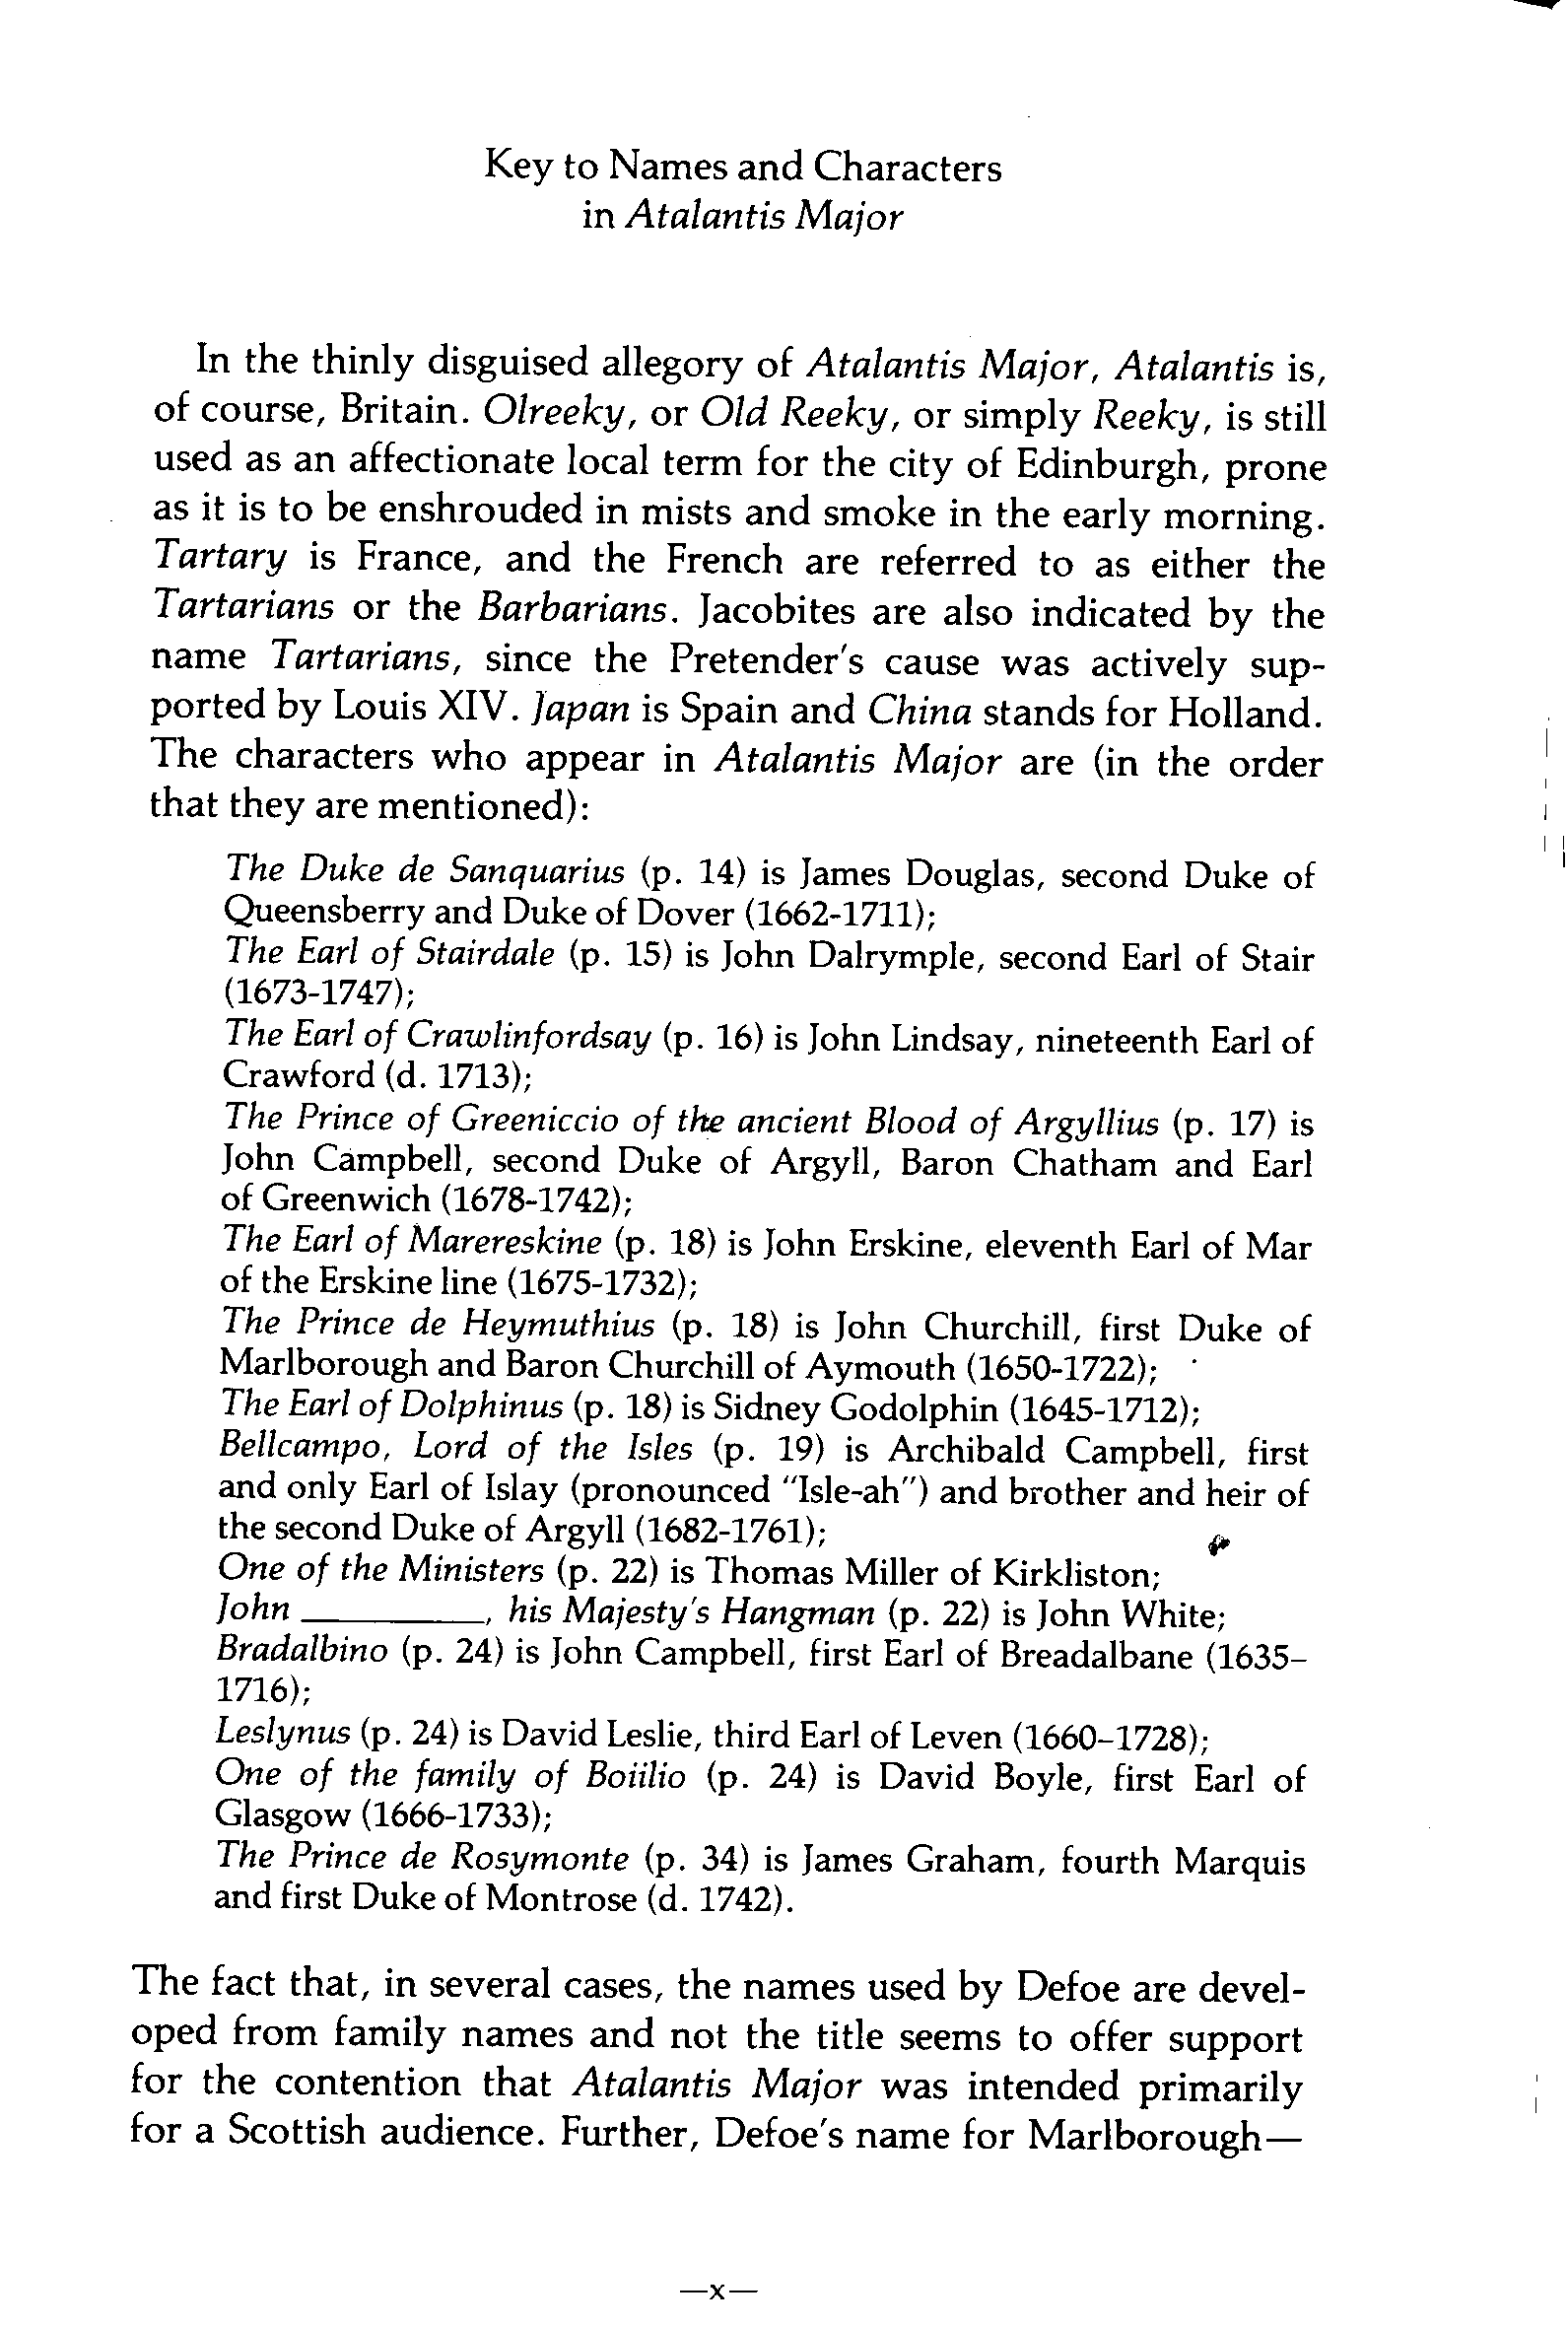 Key to Names and Characters
in Atalantis Major
In the thinly disguised allegory of Atalantis Major, Atalantis is,
of course, Britain. Olreeky, or Old Reeky, or simply Reeky, is still
used as an affectionate local term for the city of Edinburgh, prone
as it is to be enshrouded in mists and smoke in the early morning.
Tartary is France, and the French are referred to as either the
Tartarians or the Barbarians. Jacobites are also indicated by the
name Tartarians, since the Pretender's cause was actively sup-
ported by Louis XIV. Japan is Spain and China stands for Holland.
The characters who appear in Atalantis Major are (in the order
that they are mentioned):
The Duke de Sanquarius (p. 14) is James Douglas, second Duke of
Queensberry and Duke of Dover (1662-1711);
The Earl of Stairdale (p. 15) is John Dalrymple, second Earl of Stair
(1673-1747);
The Earl of Crawlinfordsay (p. 16) is John Lindsay, nineteenth Earl of
Crawford (d. 1713);
The Prince of Greeniccio of the ancient Blood of Argyllius (p. 17) is
John Campbell, second Duke of Argyll, Baron Chatham and Earl
of Greenwich (1678-1742);
The Earl of Marereskine (p. 18) is John Erskine, eleventh Earl of Mar
of the Erskine line (1675-1732);
The Prince de Heymuthius (p. 18) is John Churchill, first Duke of
Marlborough and Baron Churchill of Aymouth (1650-1722);
The Earl of Dolphinus (p. 18) is Sidney Godolphin (1645-1712);
Bellcampo, Lord of the Isles (p. 19) is Archibald Campbell, first
and only Earl of Islay (pronounced "Isle-ah") and brother and heir of
the second Duke of Argyll (1682-1761);
One of the Ministers (p. 22) is Thomas Miller of Kirkliston;
John _________, his Majesty's Hangman (p. 22) is John White;
Bradalbino (p. 24) is John Campbell, first Earl of Breadalbane (1635–
1716);
Leslynus (p. 24) is David Leslie, third Earl of Leven (1660–1728);
One of the family of Boiilio (p. 24) is David Boyle, first Earl of
Glasgow (1666-1733);
The Prince de Rosymonte (p. 34) is James Graham, fourth Marquis
and first Duke of Montrose (d. 1742).
The fact that, in several cases, the names used by Defoe are devel-
oped from family names and not the title seems to offer support
for the contention that Atalantis Major was intended primarily
for a Scottish audience. Further, Defoe's name for Marlborough—
—x—